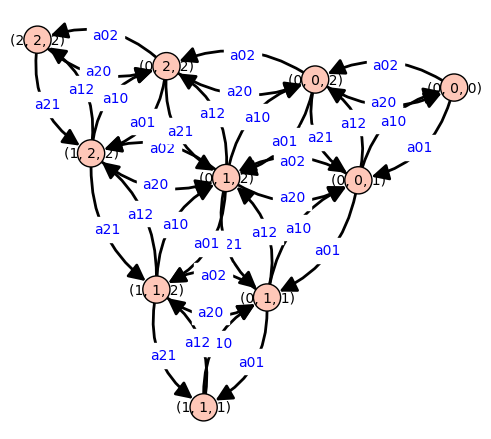 (2, 2, 2)
a02
(0, 2, 2)
a02
(0, 0, 2)
a02
(0, 0, 0)
a20
a20
a20
a21
a12
a10
a01
a21
a12
a10
a01
a21
a12
a10
a01
(1, 2, 2)
a02
a02
(0, 1, 2)
(0, 0, 1)
a20
a20
a21
a12
a10
a01
21
a12
a10
a01
a02
(1, 1, 2)
(0, 1, 1)
a20
a21
a12
10
a01
(1, 1, 1)